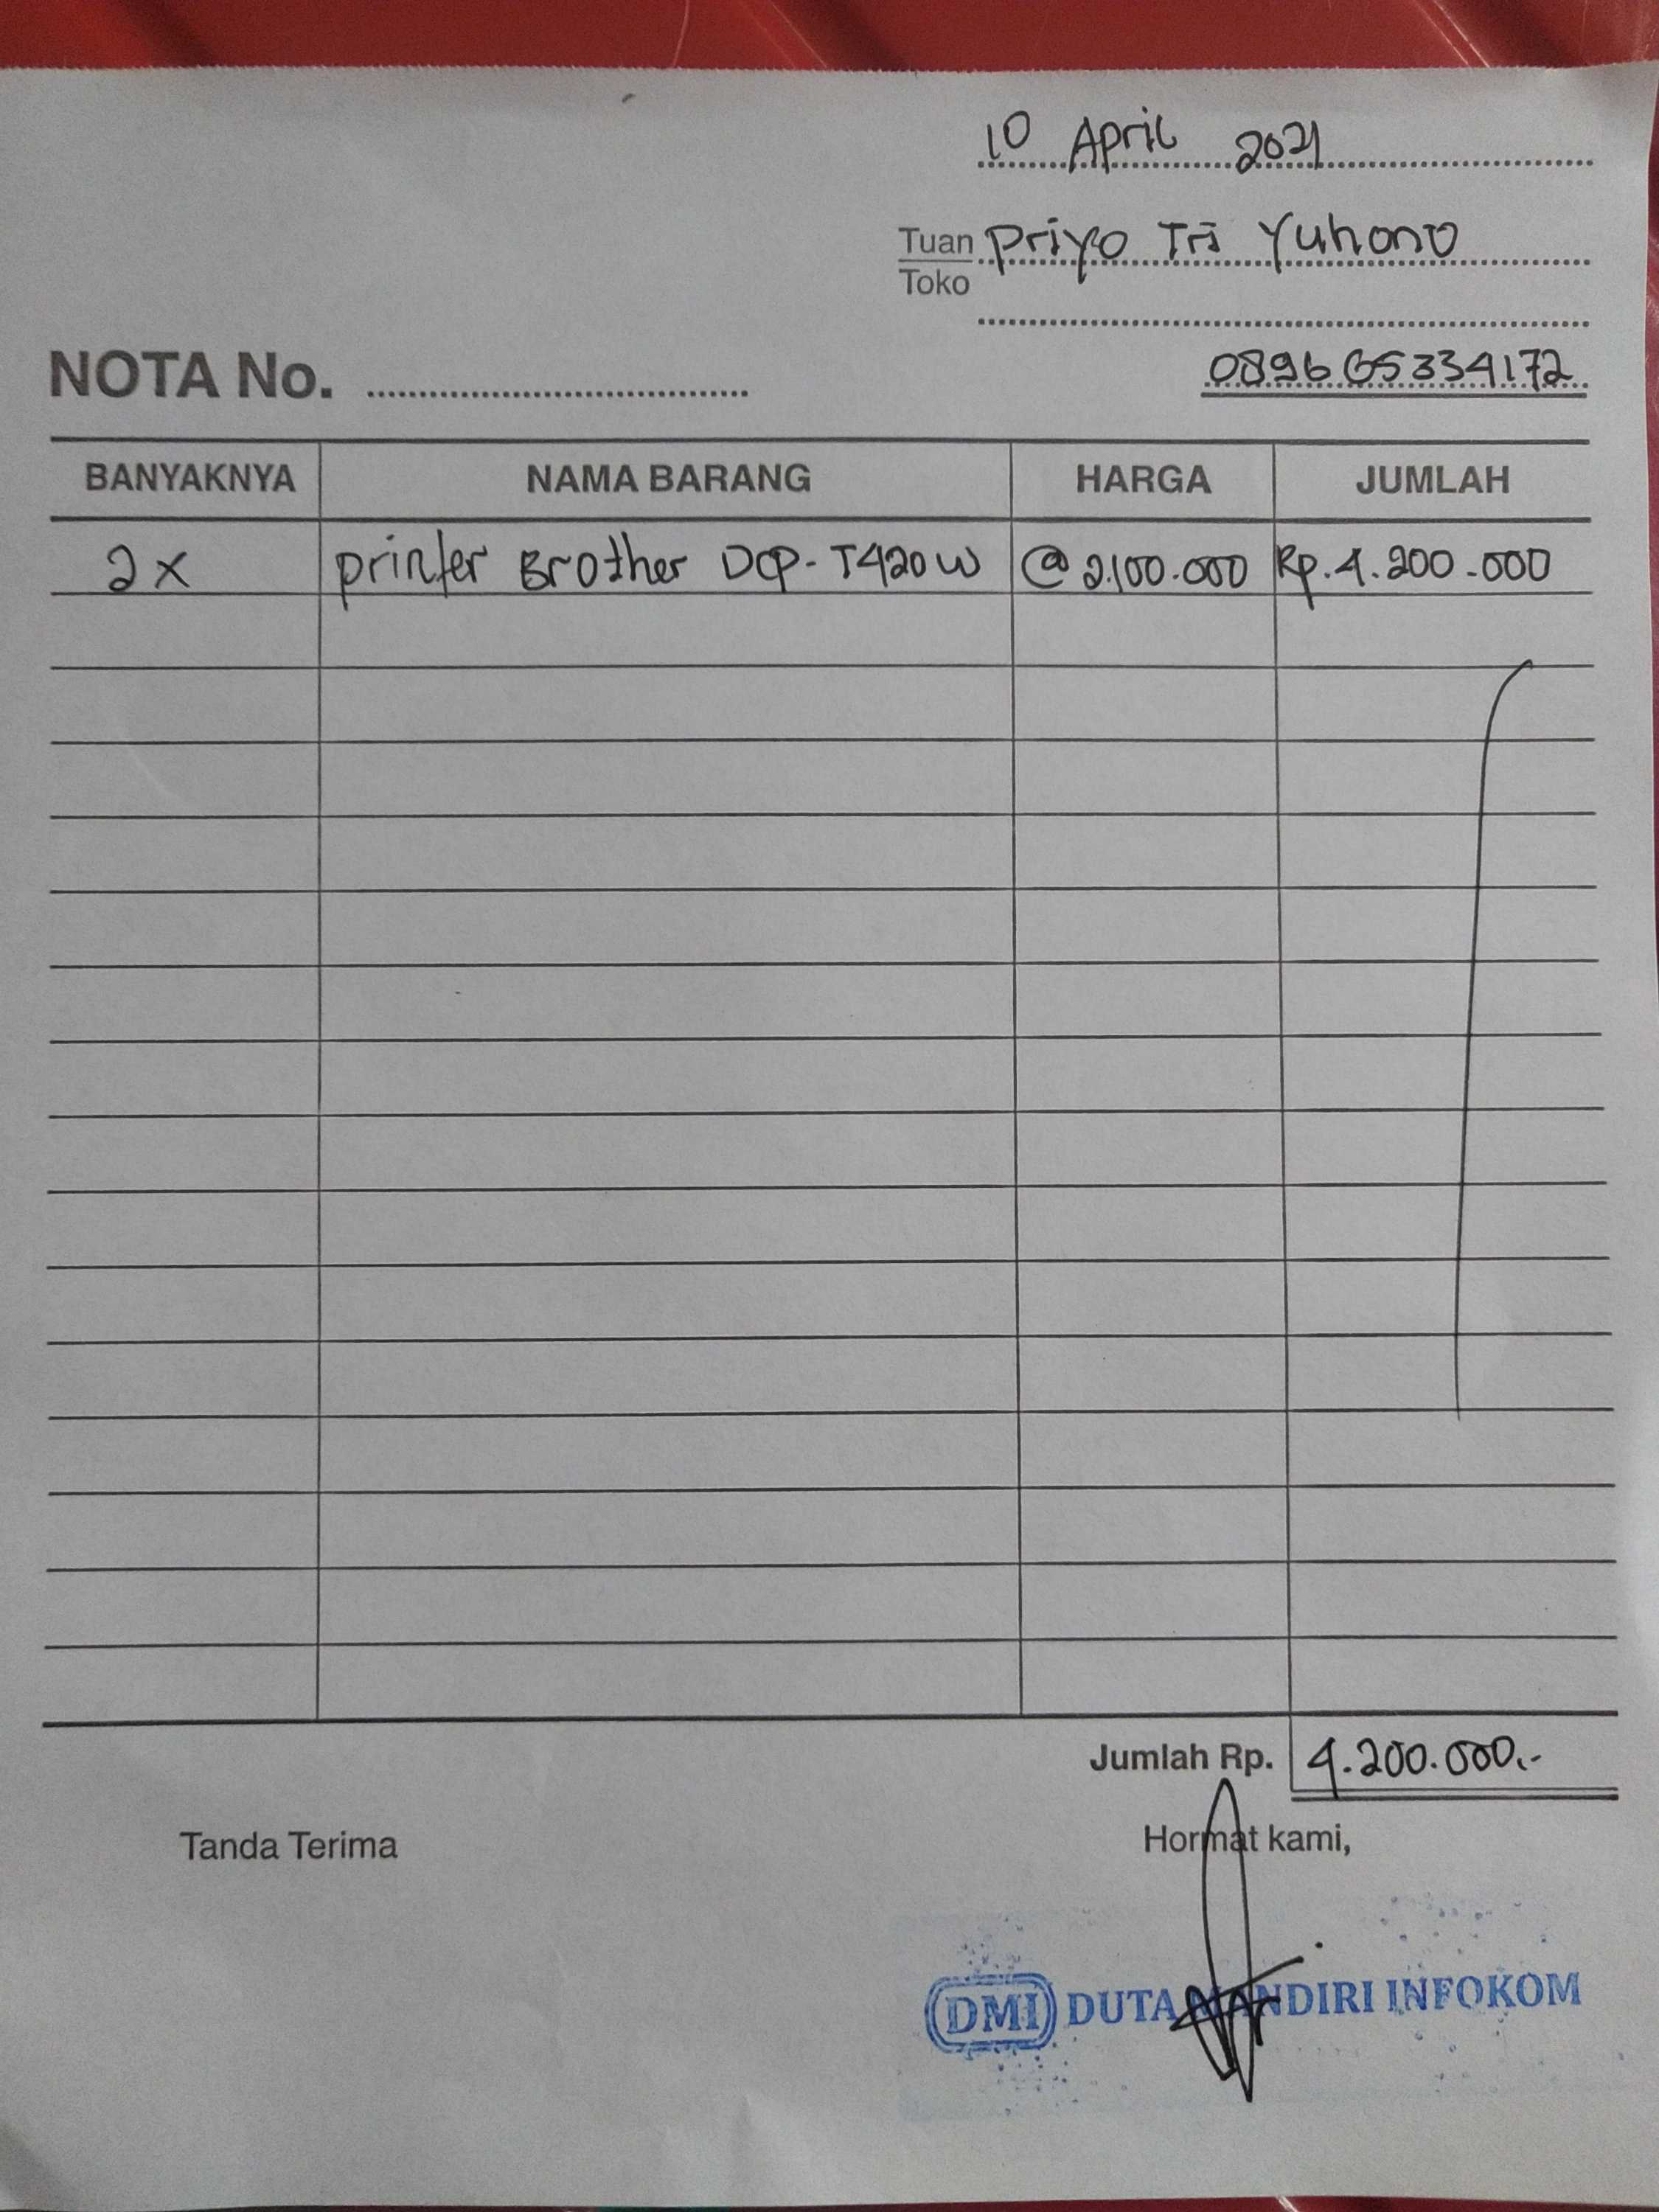 10 April 2021
Tuan Priyo Tri Yuhono
Toko
NOTA No.
089665334172
BANYAKNYA NAMA BARANG HARGA JUMLAH
2x printer Brother DCP-T420W @ 2.100.000 Rp. 4.200.000
Jumlah Rp. 4.200.000.-
Tanda Terima Hormat kami,
DMI DUTA MANDIRI INFOKOM